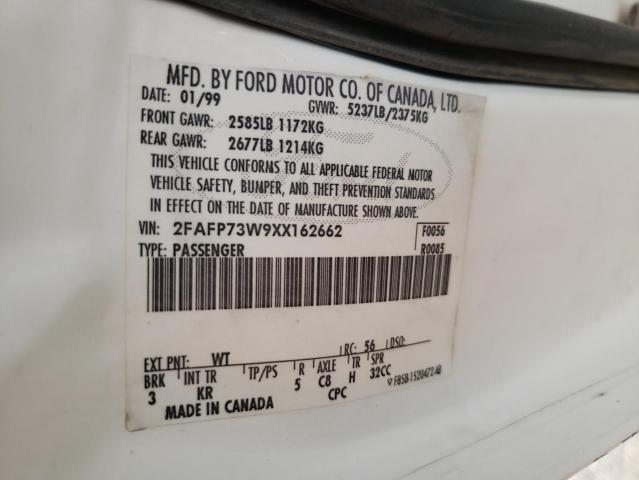 MFD. BY FORD MOTOR CO. OF CANADA, LTD.
DATE: 01/99 GVWR: 5237LB/2375KG
FRONT GAWR: 2585LB 1172KG
REAR GAWR: 2677LB 1214KG
THIS VEHICLE CONFORMS TO ALL APPLICABLE FEDERAL MOTOR
VEHICLE SAFETY, BUMPER, AND THEFT PREVENTION STANDARDS
IN EFFECT ON THE DATE OF MANUFACTURE SHOWN ABOVE.
VIN: 2FAFP73W9XX162662 F0056
TYPE: PASSENGER R0085
EXT PNT: WT RC: 56 DSO:
BRK INT TR TP/PS R AXLE TR SPR
3 KR 5 C8 H 32CC
MADE IN CANADA CPC F85B-1520472-AB